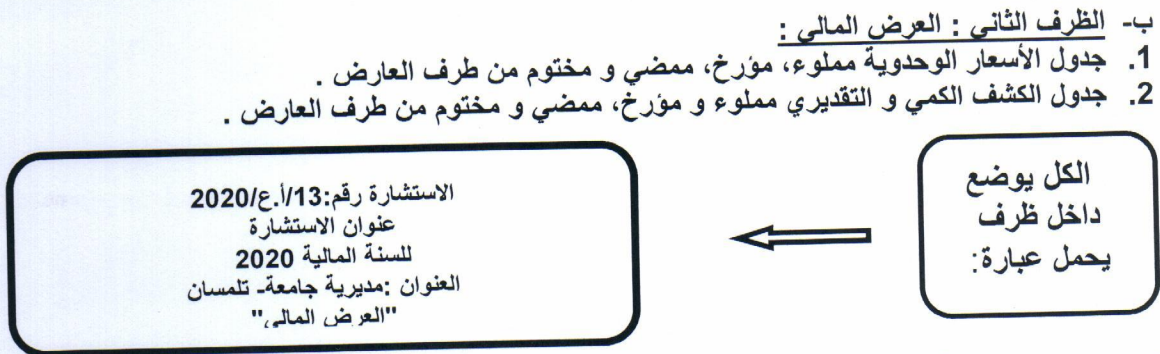 ب- الظرف الثاني : العرض المالي :
1. جدول الأسعار الوحدوية مملوء، مؤرخ، ممضي و مختوم من طرف العارض .
2. جدول الكشف الكمي و التقديري مملوء و مؤرخ، ممضي و مختوم من طرف العارض .
الكل يوضع
داخل ظرف
يحمل عبارة:
الاستشارة رقم:13/أ.ع/2020
عنوان الاستشارة
للسنة المالية 2020
العنوان :مديرية جامعة- تلمسان
"العرض المالي"